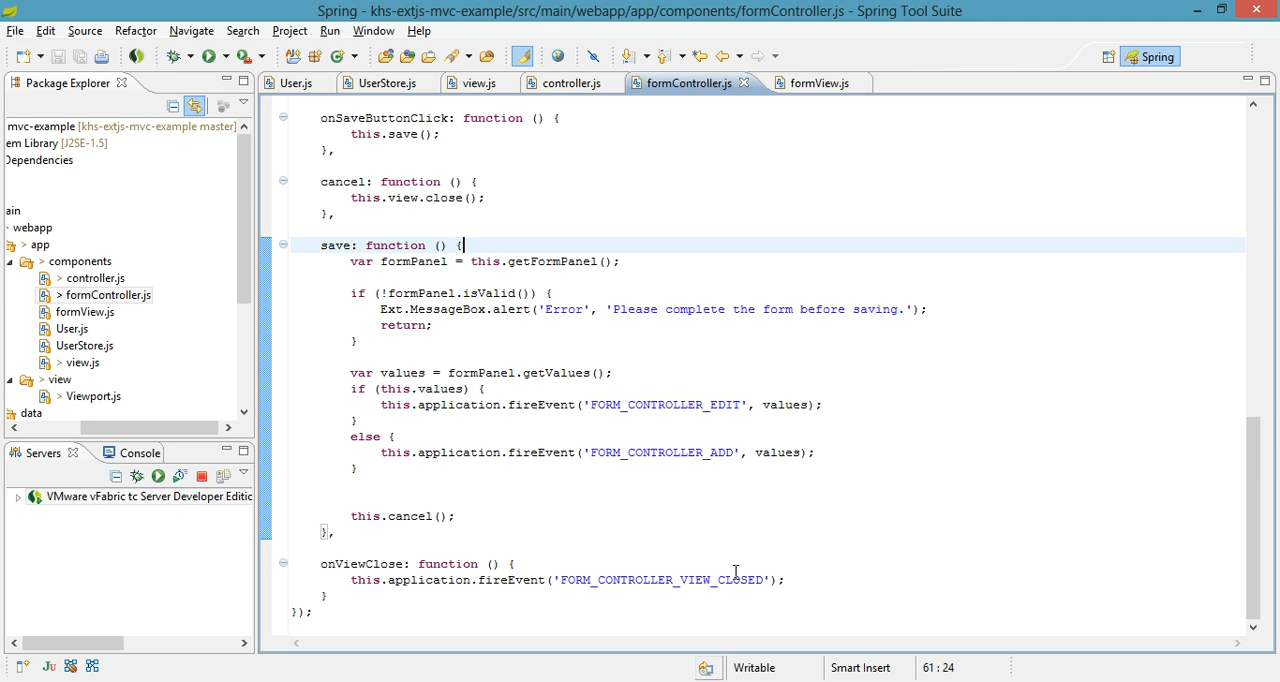 Spring - khs-extjs-mvc-example/src/main/webapp/app/components/formController.js - Spring Tool Suite
File Edit Source Refactor Navigate Search Project Run Window Help
Spring
Package Explorer
User.js UserStore.js view.js controller.js formController.js formView.js
mvc-example [khs-extjs-mvc-example master]
em Library [J2SE-1.5]
Dependencies
ain
webapp
> app
> components
> controller.js
> formController.js
formView.js
User.js
UserStore.js
> view.js
> view
> Viewport.js
data
Servers Console
VMware vFabric tc Server Developer Editic
onSaveButtonClick: function () {
this.save();
},
cancel: function () {
this.view.close();
},
save: function () {
var formPanel = this.getFormPanel();
if (!formPanel.isValid()) {
Ext.MessageBox.alert('Error', 'Please complete the form before saving.');
return;
}
var values = formPanel.getValues();
if (this.values) {
this.application.fireEvent('FORM_CONTROLLER_EDIT', values);
}
else {
this.application.fireEvent('FORM_CONTROLLER_ADD', values);
}
this.cancel();
},
onViewClose: function () {
this.application.fireEvent('FORM_CONTROLLER_VIEW_CLOSED');
}
});
Writable Smart Insert 61 : 24